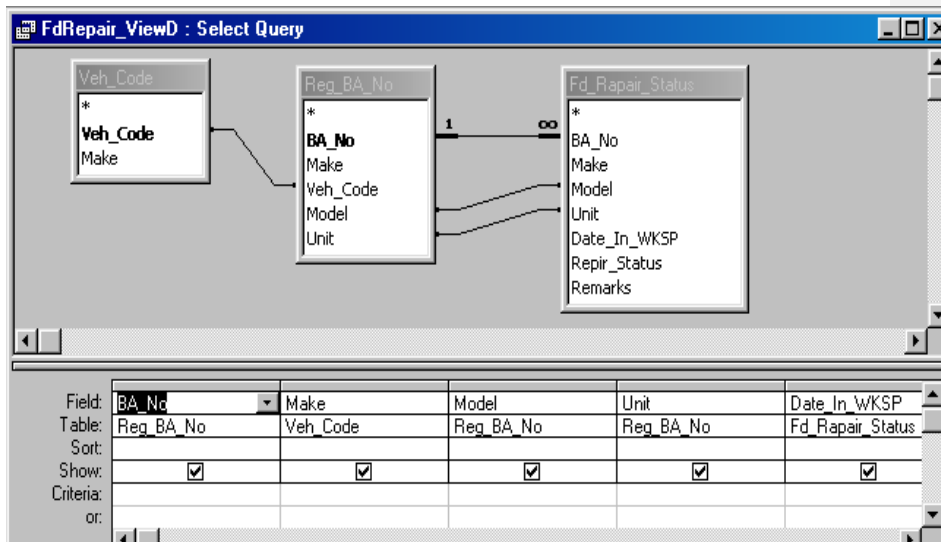 FdRepair_ViewD : Select Query
Veh_Code
*
Veh_Code
Make
Reg_BA_No
*
BA_No
Make
Veh_Code
Model
Unit
1 ∞
Fd_Rapair_Status
*
BA_No
Make
Model
Unit
Date_In_WKSP
Repir_Status
Remarks
Field: BA_No Make Model Unit Date_In_WKSP
Table: Reg_BA_No Veh_Code Reg_BA_No Reg_BA_No Fd_Rapair_Status
Sort:
Show:
Criteria:
or: